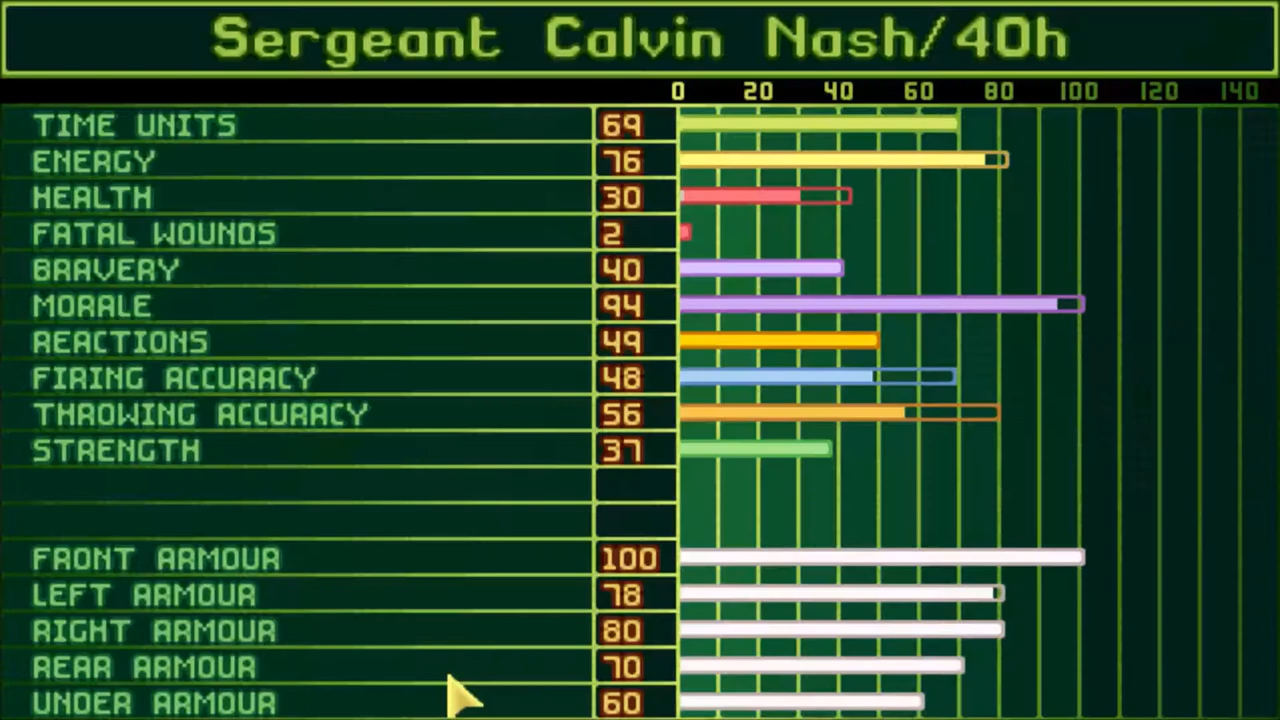 Sergeant Calvin Nash/40h
0 20 40 60 80 100 120 140
TIME UNITS 69
ENERGY 76
HEALTH 30
FATAL WOUNDS 2
BRAVERY 40
MORALE 94
REACTIONS 49
FIRING ACCURACY 48
THROWING ACCURACY 56
STRENGTH 37
FRONT ARMOUR 100
LEFT ARMOUR 78
RIGHT ARMOUR 80
REAR ARMOUR 70
UNDER ARMOUR 60